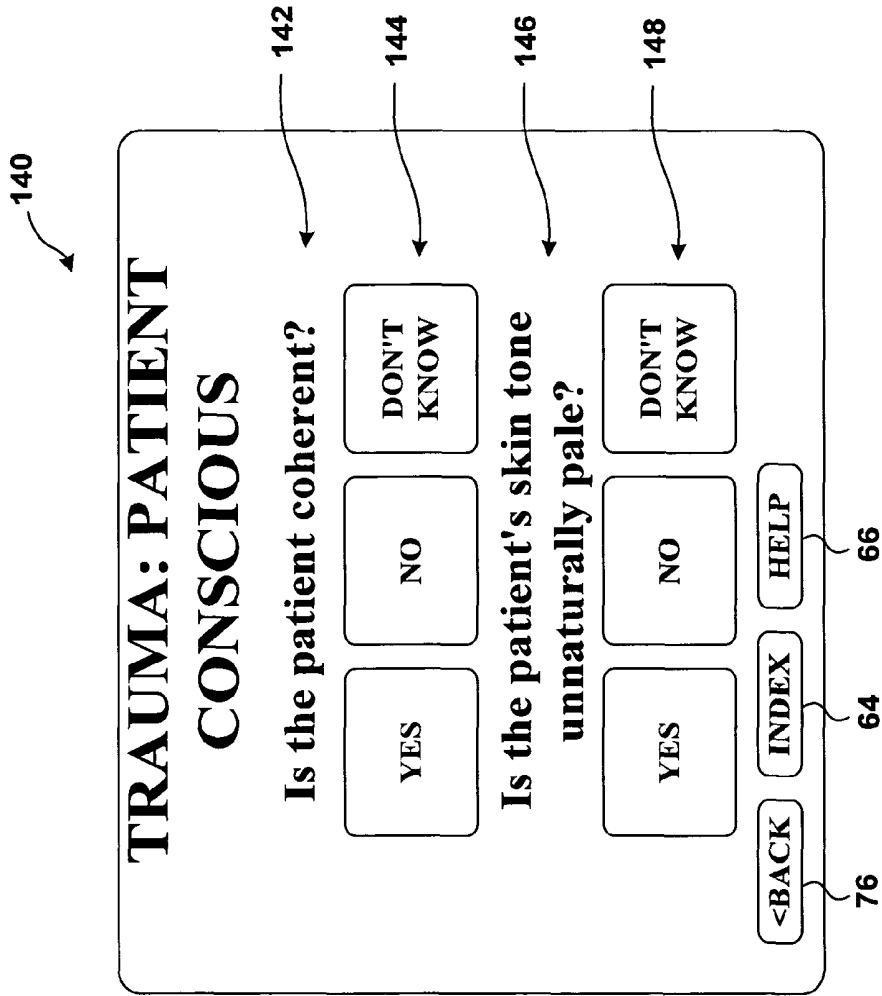 140
TRAUMA: PATIENT
CONSCIOUS
142
Is the patient coherent?
144
YES NO DON'T
KNOW
146
Is the patient's skin tone
unnaturally pale?
148
YES NO DON'T
KNOW
<BACK INDEX HELP
76 64 66